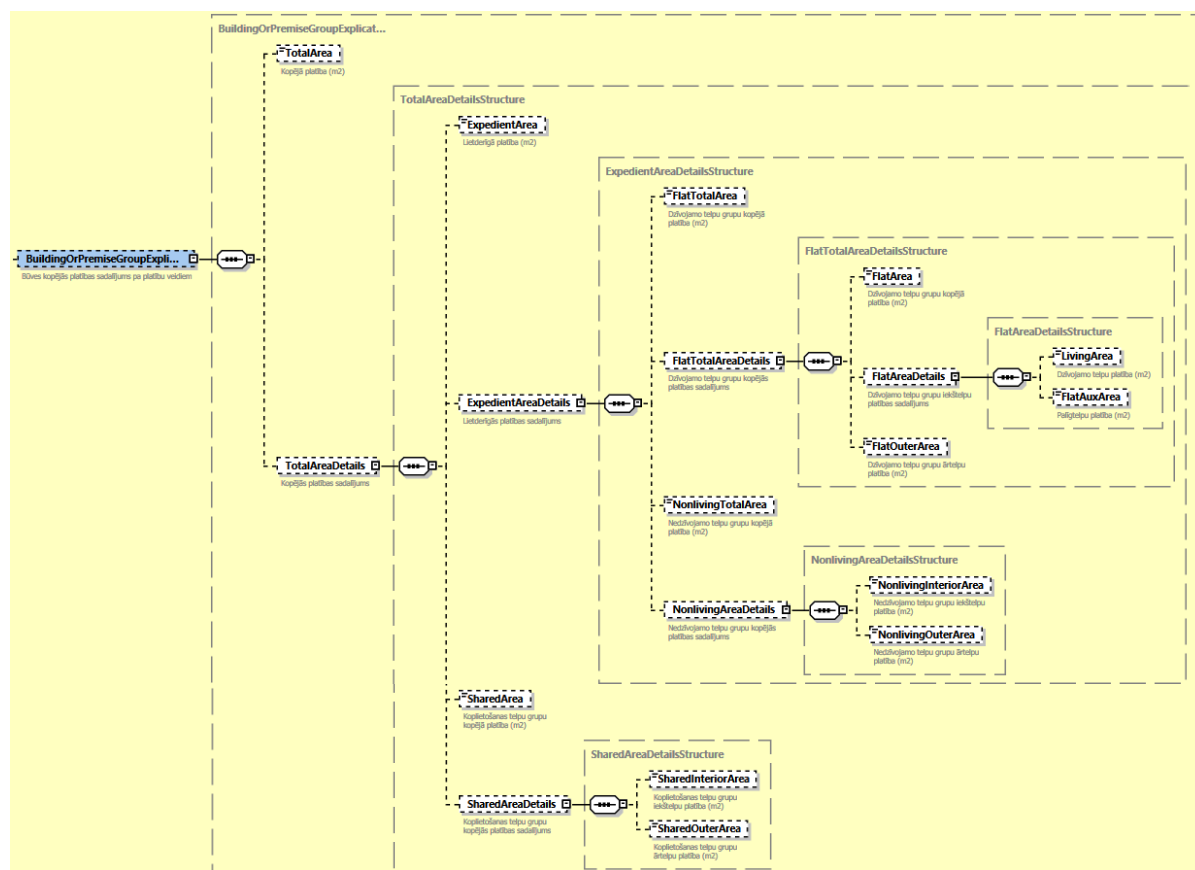 BuildingOrPremiseGroupExplicat...
TotalArea
Kopējā platība (m2)
TotalAreaDetailsStructure
ExpedientArea
Lietderīgā platība (m2)
ExpedientAreaDetailsStructure
FlatTotalArea
Dzīvojamo telpu grupu kopējā
platība (m2)
BuildingOrPremiseGroupExpli...
Būves kopējās platības sadalījums pa platību veidiem
FlatTotalAreaDetailsStructure
FlatArea
Dzīvojamo telpu grupu kopējā
platība (m2)
FlatAreaDetailsStructure
LivingArea
Dzīvojamo telpu platība (m2)
FlatTotalAreaDetails
Dzīvojamo telpu grupu kopējās
platības sadalījums
FlatAreaDetails
Dzīvojamo telpu grupu iekštelpu
platības sadalījums
FlatAuxArea
Palīgtelpu platība (m2)
ExpedientAreaDetails
Lietderīgās platības sadalījums
FlatOuterArea
Dzīvojamo telpu grupu ārtelpu
platība (m2)
TotalAreaDetails
Kopējās platības sadalījums
NonlivingTotalArea
Nedzīvojamo telpu grupu kopējā
platība (m2)
NonlivingAreaDetailsStructure
NonlivingInteriorArea
Nedzīvojamo telpu grupu iekštelpu
platība (m2)
NonlivingAreaDetails
Nedzīvojamo telpu grupu kopējās
platības sadalījums
NonlivingOuterArea
Nedzīvojamo telpu grupu ārtelpu
platība (m2)
SharedArea
Koplietošanas telpu grupu
kopējā platība (m2)
SharedAreaDetailsStructure
SharedInteriorArea
Koplietošanas telpu grupu
iekštelpu platība (m2)
SharedAreaDetails
Koplietošanas telpu grupu
kopējās platības sadalījums
SharedOuterArea
Koplietošanas telpu grupu
ārtelpu platība (m2)